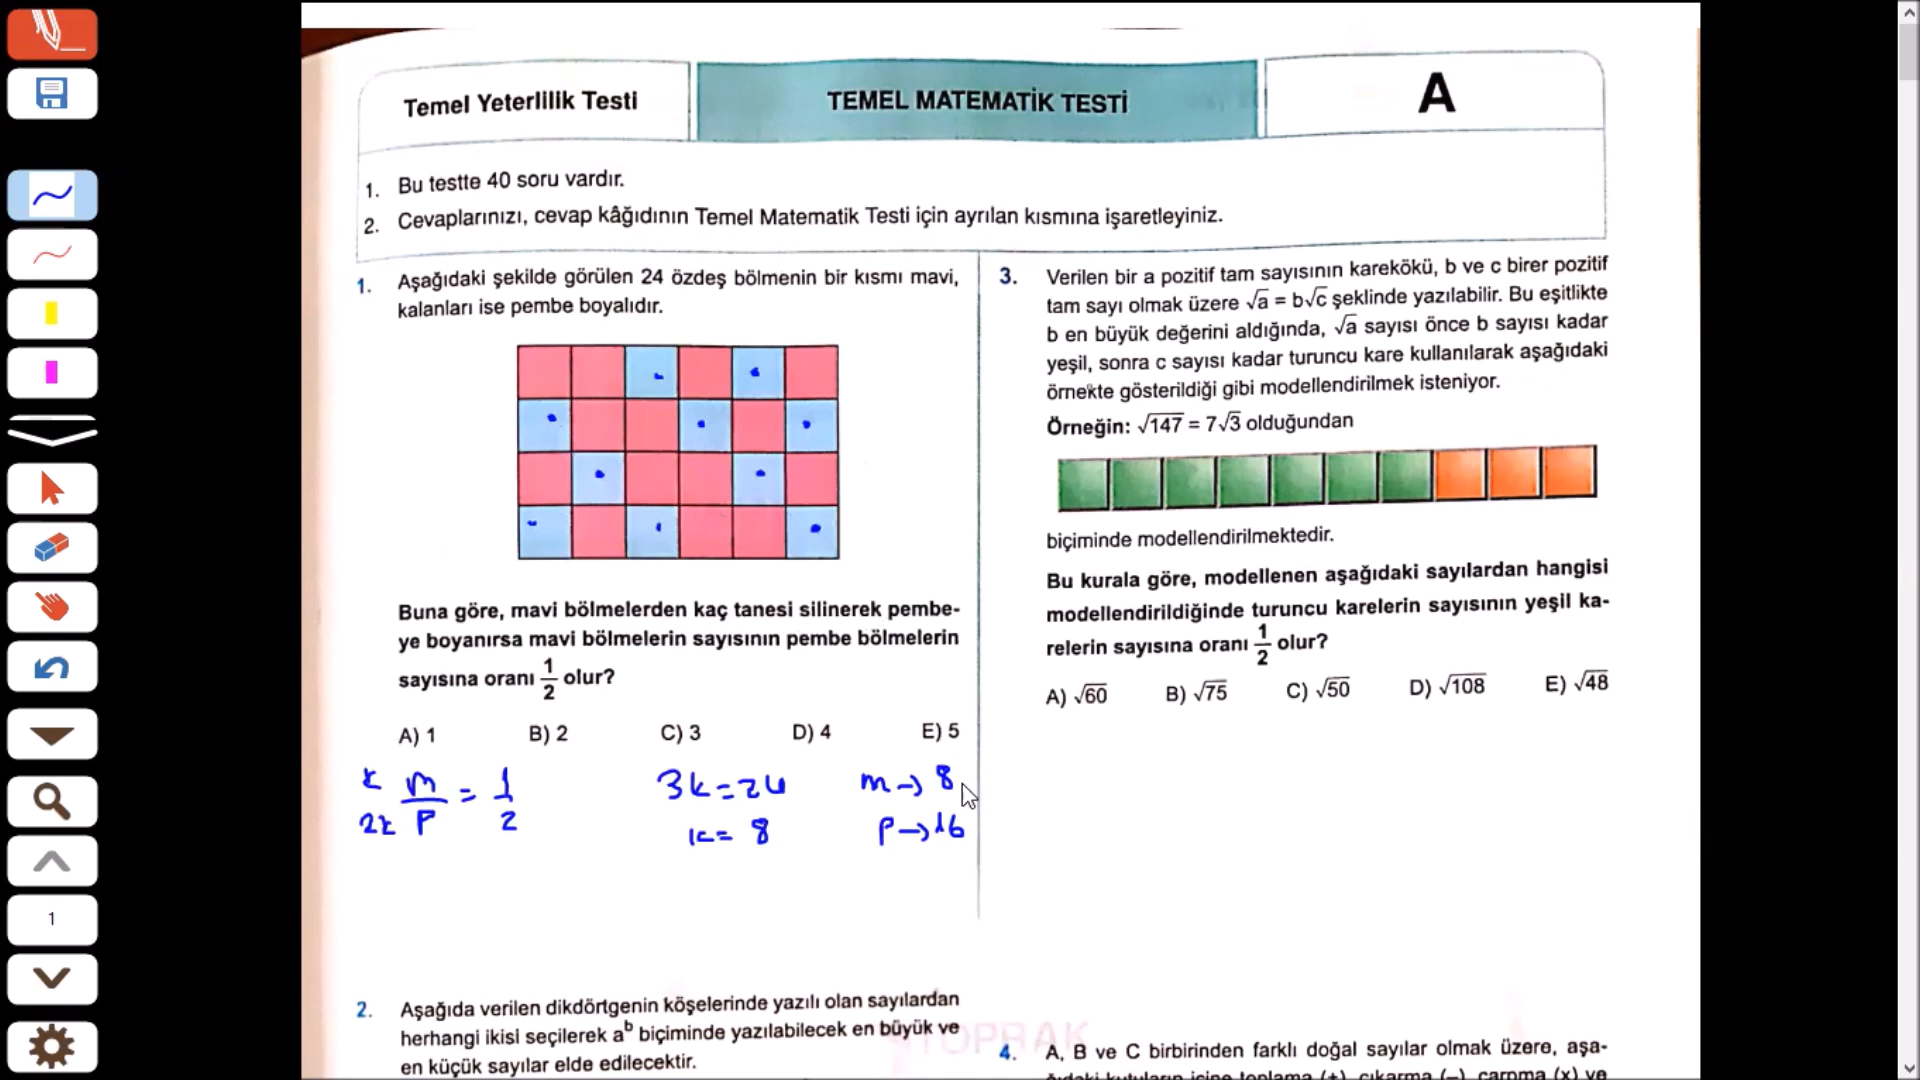 Temel Yeterlilik Testi
TEMEL MATEMATİK TESTİ
A
1. Bu testte 40 soru vardır.
2. Cevaplarınızı, cevap kâğıdının Temel Matematik Testi için ayrılan kısmına işaretleyiniz.
1. Aşağıdaki şekilde görülen 24 özdeş bölmenin bir kısmı mavi,
kalanları ise pembe boyalıdır.
Buna göre, mavi bölmelerden kaç tanesi silinerek pembe-
ye boyanırsa mavi bölmelerin sayısının pembe bölmelerin
sayısına oranı 1/2 olur?
A) 1 B) 2 C) 3 D) 4 E) 5
k m/p = 1/2 2k
3k = 24
k = 8
m → 8
p → 16
2. Aşağıda verilen dikdörtgenin köşelerinde yazılı olan sayılardan
herhangi ikisi seçilerek a^b biçiminde yazılabilecek en büyük ve
en küçük sayılar elde edilecektir.
3. Verilen bir a pozitif tam sayısının karekökü, b ve c birer pozitif
tam sayı olmak üzere √a = b√c şeklinde yazılabilir. Bu eşitlikte
b en büyük değerini aldığında, √a sayısı önce b sayısı kadar
yeşil, sonra c sayısı kadar turuncu kare kullanılarak aşağıdaki
örnekte gösterildiği gibi modellendirilmek isteniyor.
Örneğin: √147 = 7√3 olduğundan
biçiminde modellendirilmektedir.
Bu kurala göre, modellenen aşağıdaki sayılardan hangisi
modellendirildiğinde turuncu karelerin sayısının yeşil ka-
relerin sayısına oranı 1/2 olur?
A) √60 B) √75 C) √50 D) √108 E) √48
TOPRAK
4. A, B ve C birbirinden farklı doğal sayılar olmak üzere, aşa-
ğıdaki kutuların içine toplama (+), çıkarma (–), çarpma (x) ve
1